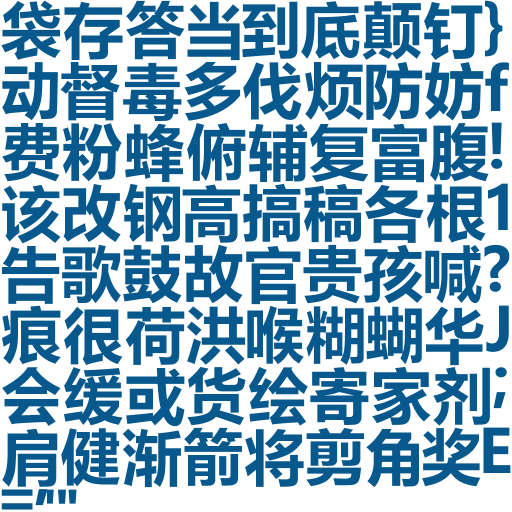 袋存答当到底颠钉}
动督毒多伐烦防妨f
费粉蜂俯辅复富腹!
该改钢高搞稿各根1
告歌鼓故官贵孩喊?
痕很荷洪喉糊蝴华J
会缓或货绘寄家剂;
肩健渐箭将剪角奖E
=""